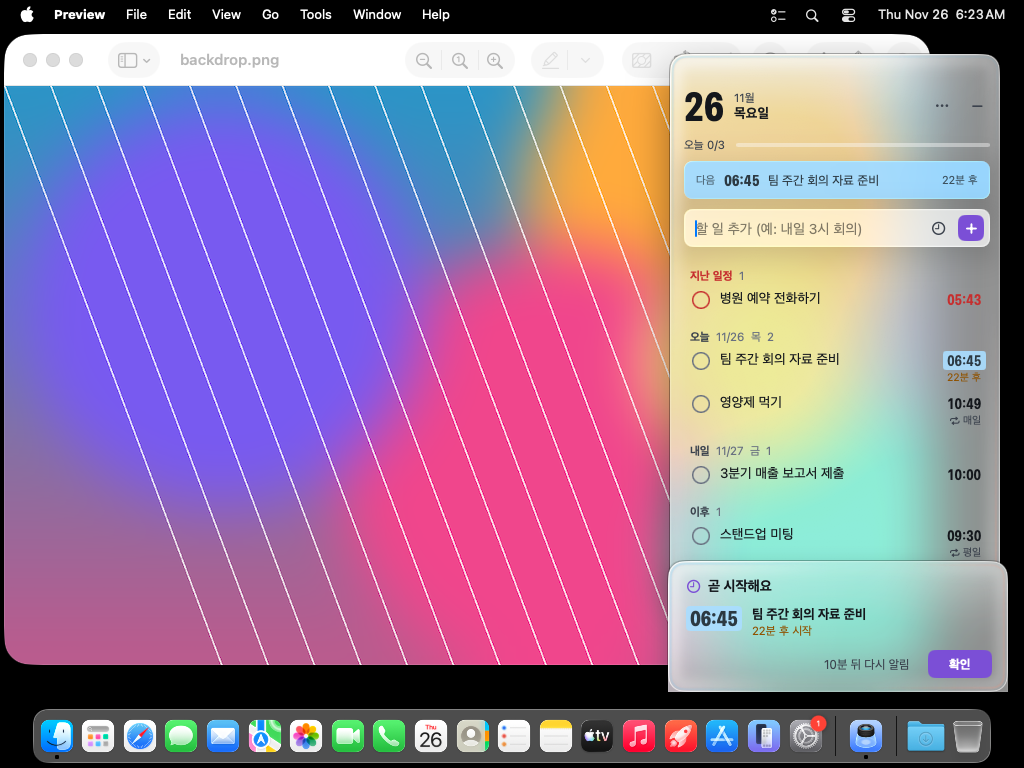 Preview File Edit View Go Tools Window Help Thu Nov 26 6:23 AM
backdrop.png
26 11월
목요일
오늘 0/3
다음 06:45 팀 주간 회의 자료 준비 22분 후
할 일 추가 (예: 내일 3시 회의)
지난 일정 1
병원 예약 전화하기 05:43
오늘 11/26 목 2
팀 주간 회의 자료 준비 06:45
22분 후
영양제 먹기 10:49
매일
내일 11/27 금 1
3분기 매출 보고서 제출 10:00
이후 1
스탠드업 미팅 09:30
평일
곧 시작해요
06:45 팀 주간 회의 자료 준비
22분 후 시작
10분 뒤 다시 알림 확인
Thu
26
tv
1